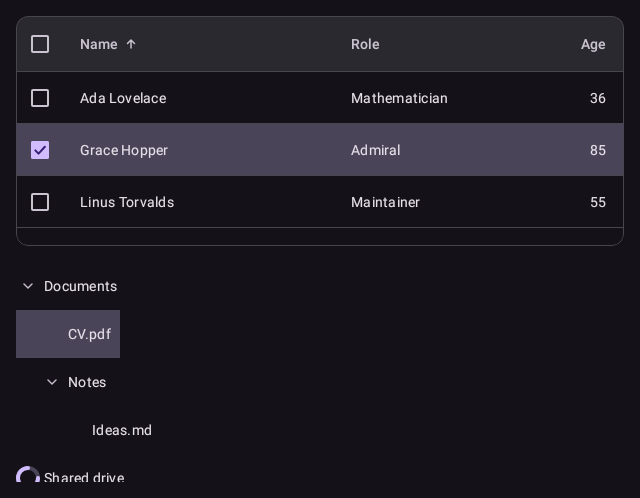 Name Role Age
Ada Lovelace Mathematician 36
Grace Hopper Admiral 85
Linus Torvalds Maintainer 55
Documents
CV.pdf
Notes
Ideas.md
Shared drive